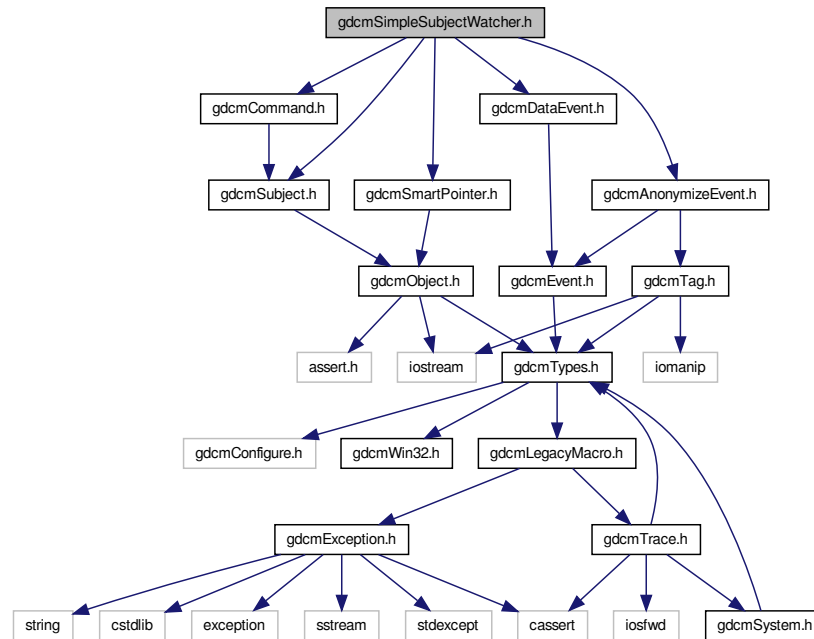 gdcmSimpleSubjectWatcher.h
gdcmCommand.h
gdcmDataEvent.h
gdcmSubject.h
gdcmSmartPointer.h
gdcmAnonymizeEvent.h
gdcmObject.h
gdcmEvent.h
gdcmTag.h
assert.h
iostream
gdcmTypes.h
iomanip
gdcmConfigure.h
gdcmWin32.h
gdcmLegacyMacro.h
gdcmException.h
gdcmTrace.h
string
cstdlib
exception
sstream
stdexcept
cassert
iosfwd
gdcmSystem.h